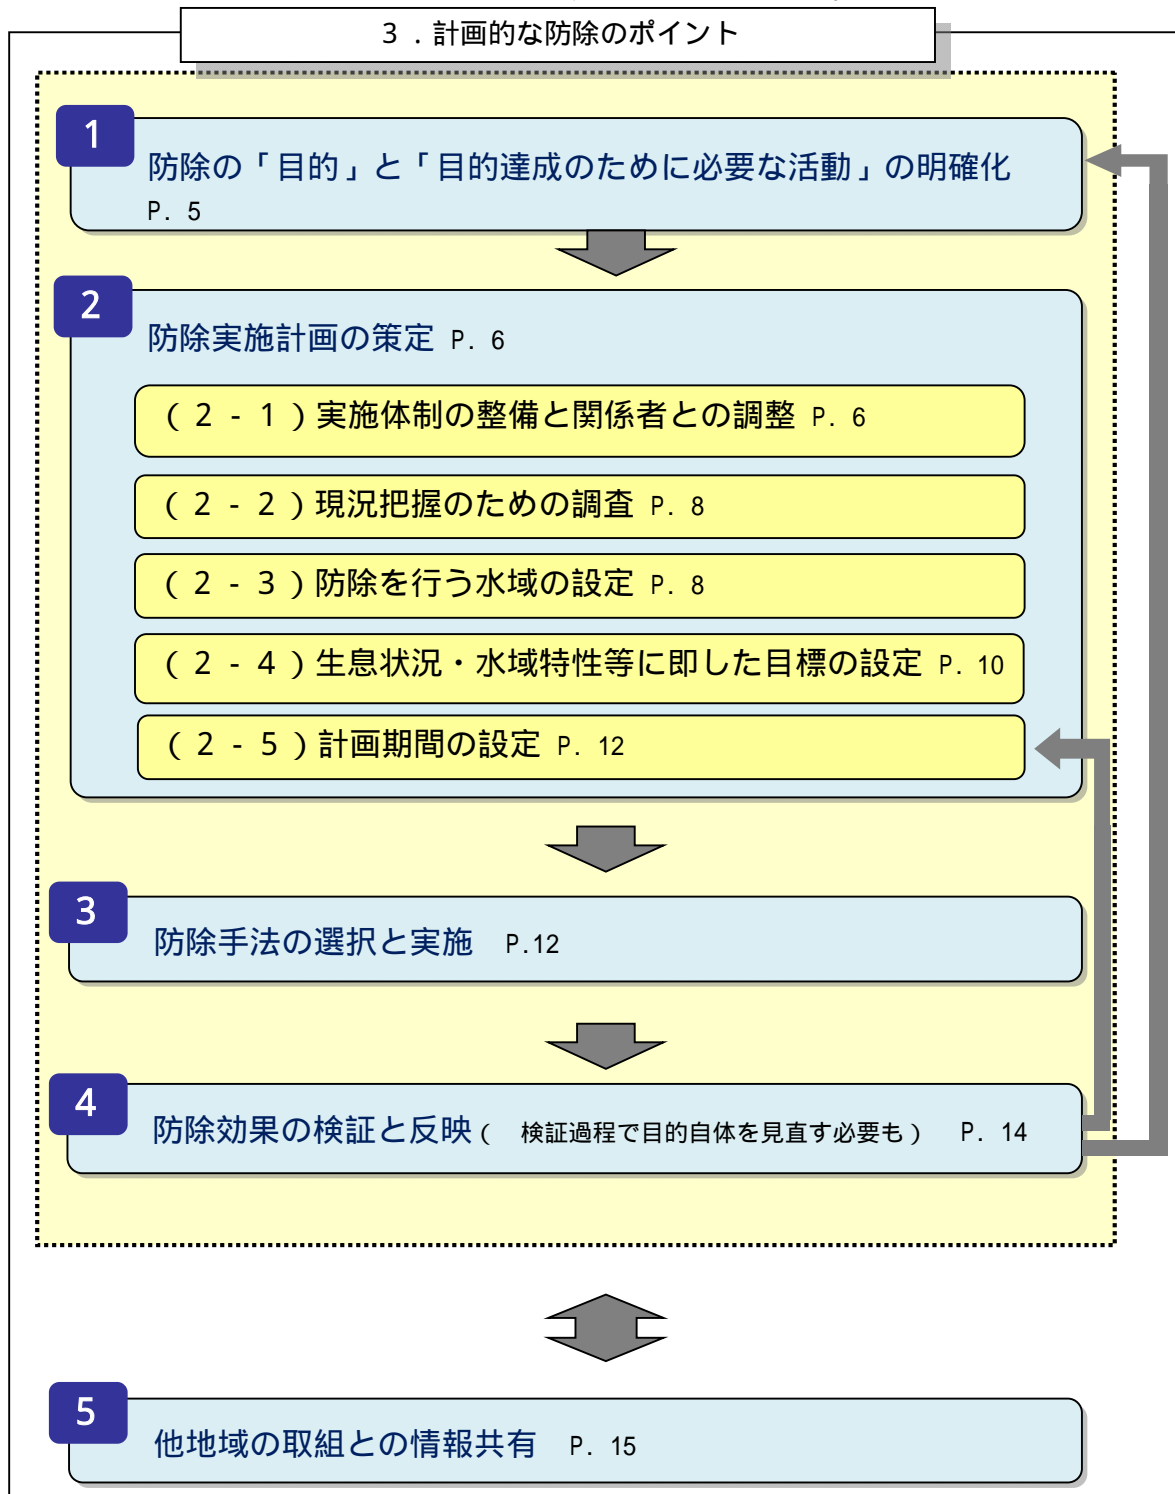 ３．計画的な防除のポイント
1
防除の「目的」と「目的達成のために必要な活動」の明確化
P. 5
2
防除実施計画の策定 P. 6
（２-１）実施体制の整備と関係者との調整 P. 6
（２-２）現況把握のための調査 P. 8
（２-３）防除を行う水域の設定 P. 8
（２-４）生息状況・水域特性等に即した目標の設定 P. 10
（２-５）計画期間の設定 P. 12
3
防除手法の選択と実施 P.12
4
防除効果の検証と反映（ 検証過程で目的自体を見直す必要も） P. 14
5
他地域の取組との情報共有 P. 15